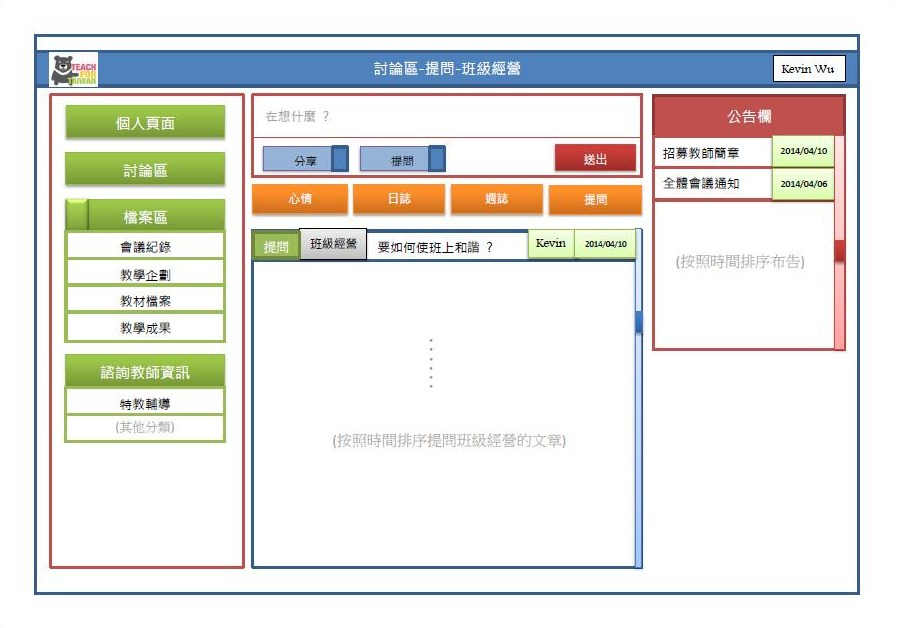 TEACH
FOR
TAIWAN
討論區-提問-班級經營
Kevin Wu
個人頁面
討論區
檔案區
會議紀錄
教學企劃
教材檔案
教學成果
諮詢教師資訊
特教輔導
(其他分類)
在想什麼 ?
分享
提問
送出
心情
日誌
週誌
提問
提問
班級經營
要如何使班上和諧 ?
Kevin
2014/04/10
(按照時間排序提問班級經營的文章)
公告欄
招募教師簡章
2014/04/10
全體會議通知
2014/04/06
(按照時間排序布告)